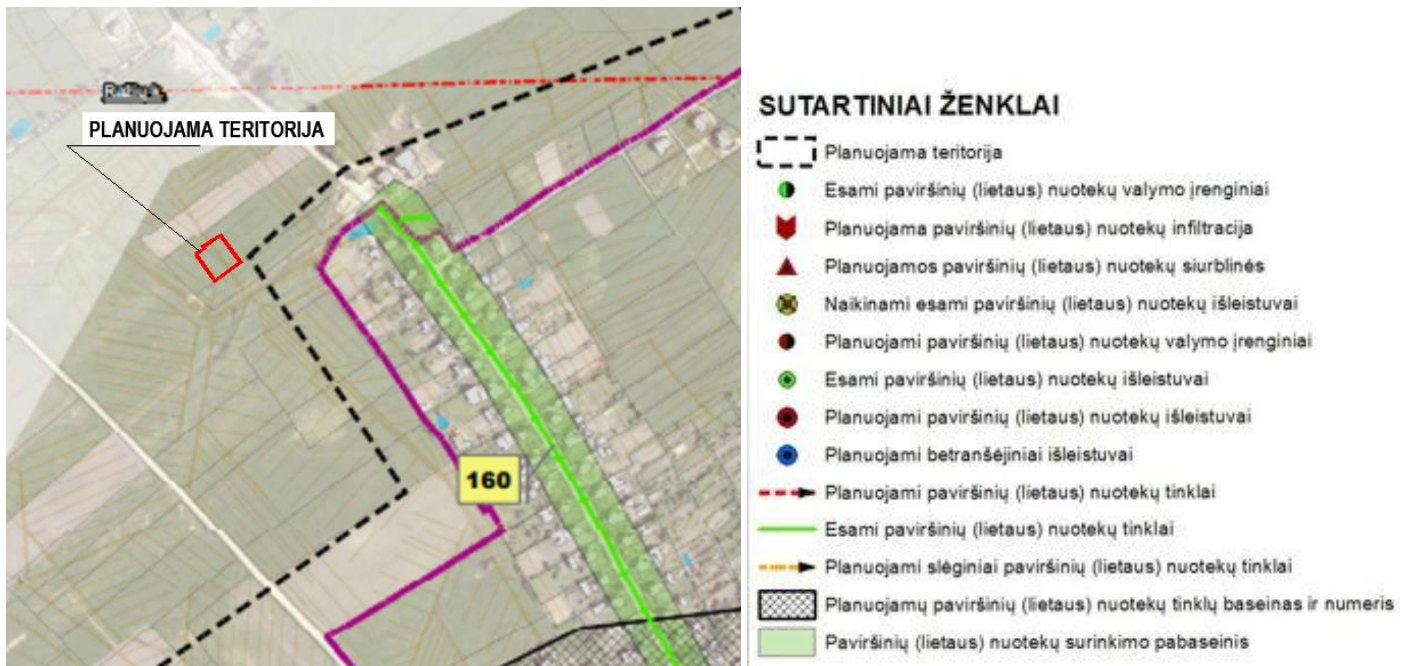 PLANUOJAMA TERITORIJA
160
SUTARTINIAI ŽENKLAI
Planuojama teritorija
Esami paviršinių (lietaus) nuotekų valymo įrenginiai
Planuojama paviršinių (lietaus) nuotekų infiltracija
Planuojamos paviršinių (lietaus) nuotekų siurblinės
Naikinami esami paviršinių (lietaus) nuotekų išleistuvai
Planuojami paviršinių (lietaus) nuotekų valymo įrenginiai
Esami paviršinių (lietaus) nuotekų išleistuvai
Planuojami paviršinių (lietaus) nuotekų išleistuvai
Planuojami betranšėjiniai išleistuvai
Planuojami paviršinių (lietaus) nuotekų tinklai
Esami paviršinių (lietaus) nuotekų tinklai
Planuojami slėginiai paviršinių (lietaus) nuotekų tinklai
Planuojamų paviršinių (lietaus) nuotekų tinklų baseinas ir numeris
Paviršinių (lietaus) nuotekų surinkimo pabaseinis